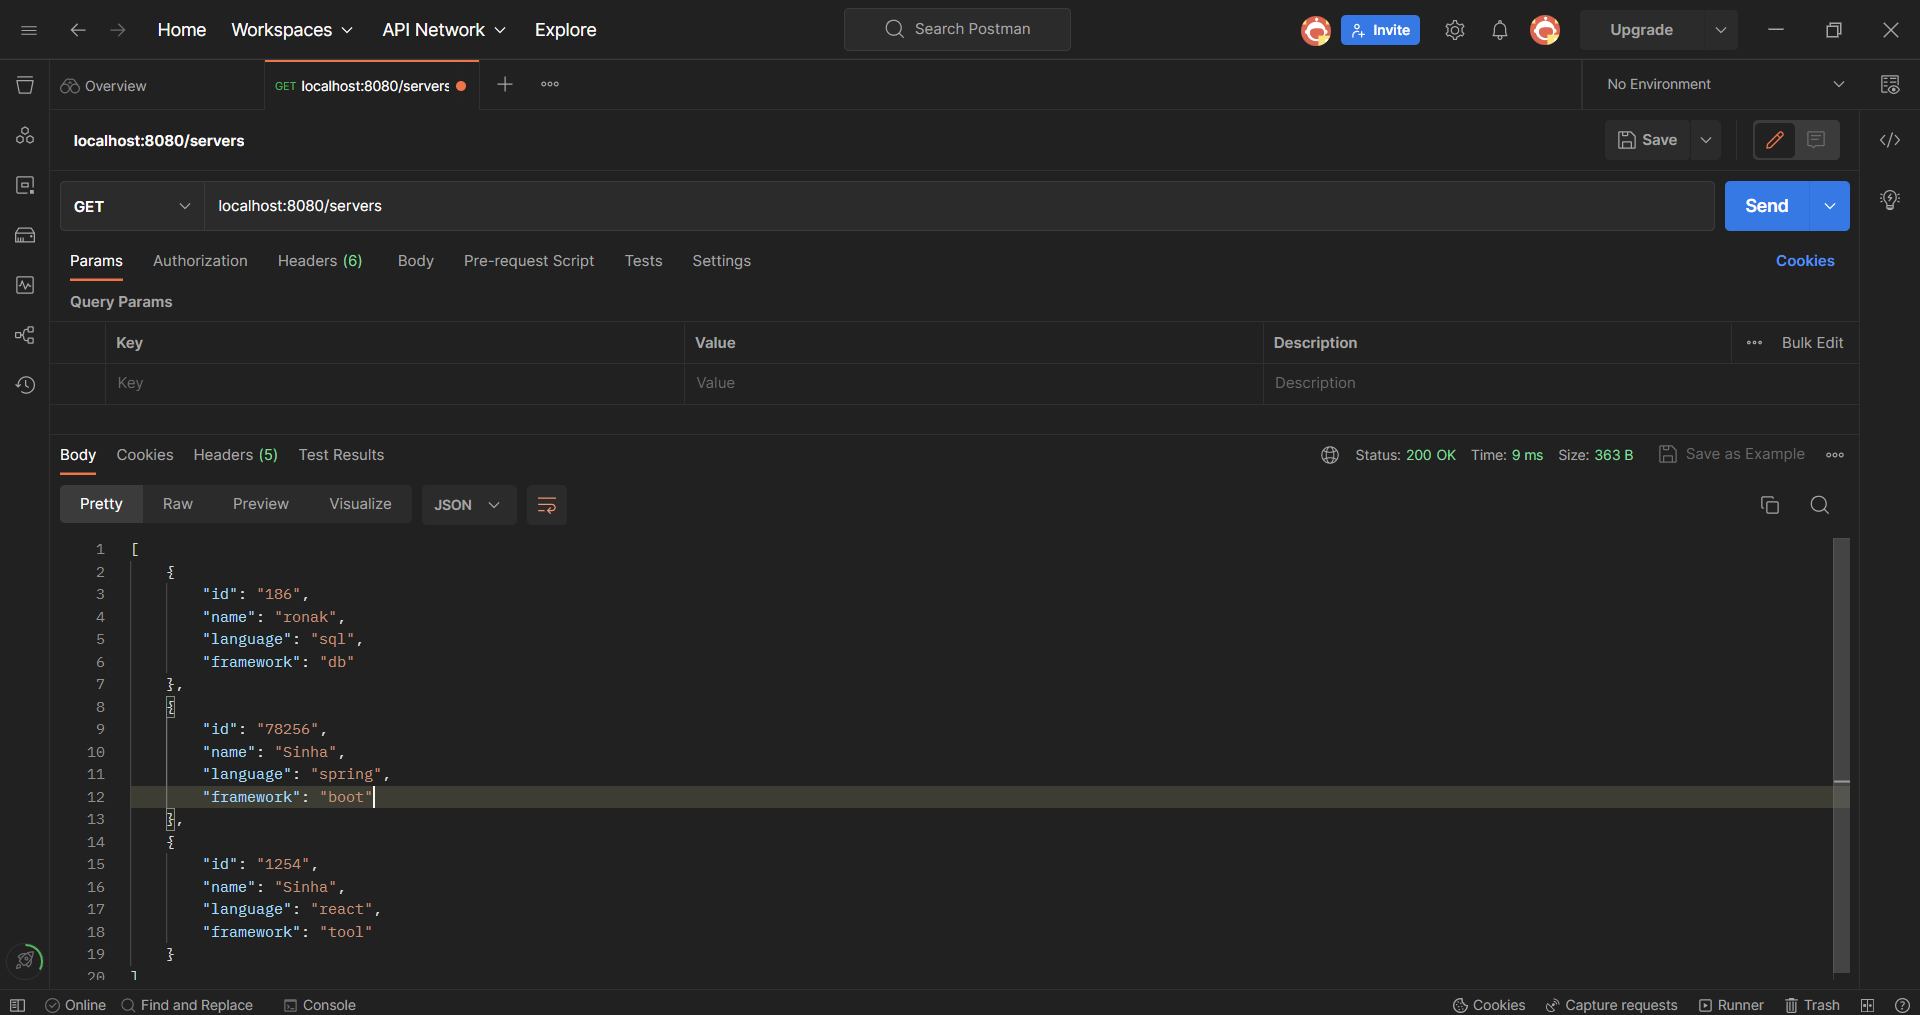 Home Workspaces API Network Explore Search Postman Invite Upgrade
Overview GET localhost:8080/servers No Environment
localhost:8080/servers Save
GET localhost:8080/servers Send
Params Authorization Headers (6) Body Pre-request Script Tests Settings Cookies
Query Params
Key Value Description Bulk Edit
Key Value Description
Body Cookies Headers (5) Test Results Status: 200 OK Time: 9 ms Size: 363 B Save as Example
Pretty Raw Preview Visualize JSON
1 [
2 {
3 "id": "186",
4 "name": "ronak",
5 "language": "sql",
6 "framework": "db"
7 },
8 {
9 "id": "78256",
10 "name": "Sinha",
11 "language": "spring",
12 "framework": "boot"
13 },
14 {
15 "id": "1254",
16 "name": "Sinha",
17 "language": "react",
18 "framework": "tool"
19 }
20 ]
Online Find and Replace Console Cookies Capture requests Runner Trash